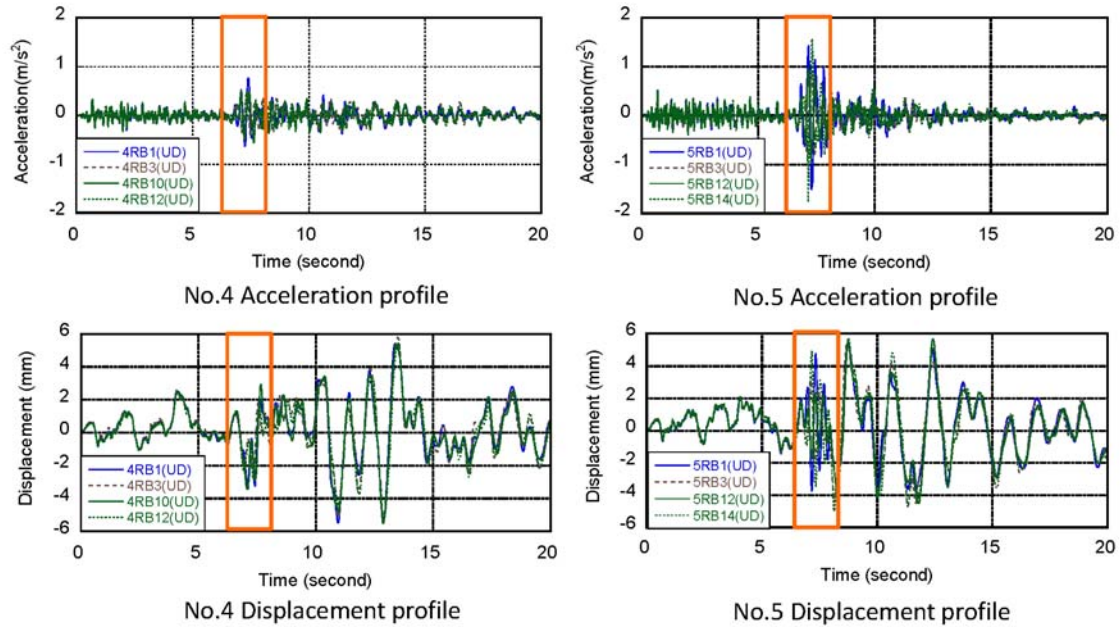 2
1
0
-1
-2
Acceleration(m/s²)
4RB1(UD)
4RB3(UD)
4RB10(UD)
4RB12(UD)
0 5 10 15 20
Time (second)
No.4 Acceleration profile
2
1
0
-1
-2
Acceleration(m/s²)
5RB1(UD)
5RB3(UD)
5RB12(UD)
5RB14(UD)
0 5 10 15 20
Time (second)
No.5 Acceleration profile
6
4
2
0
-2
-4
-6
Displacement (mm)
4RB1(UD)
4RB3(UD)
4RB10(UD)
4RB12(UD)
0 5 10 15 20
Time (second)
No.4 Displacement profile
6
4
2
0
-2
-4
-6
Displacement (mm)
5RB1(UD)
5RB3(UD)
5RB12(UD)
5RB14(UD)
0 5 10 15 20
Time (second)
No.5 Displacement profile